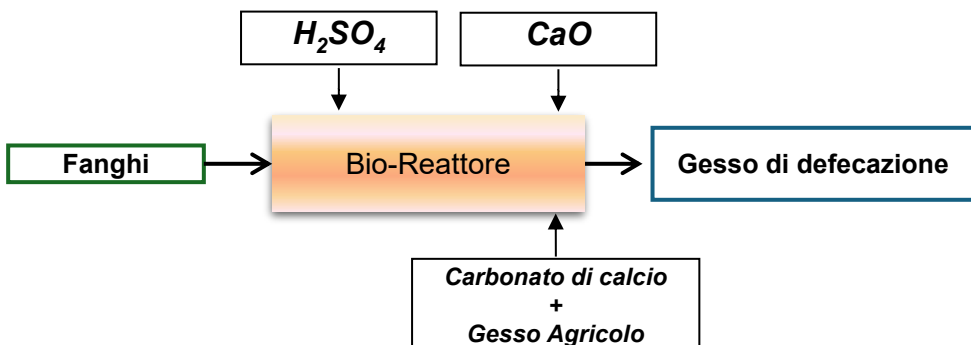 H₂SO₄
CaO
Fanghi
Bio-Reattore
Gesso di defecazione
Carbonato di calcio
+
Gesso Agricolo